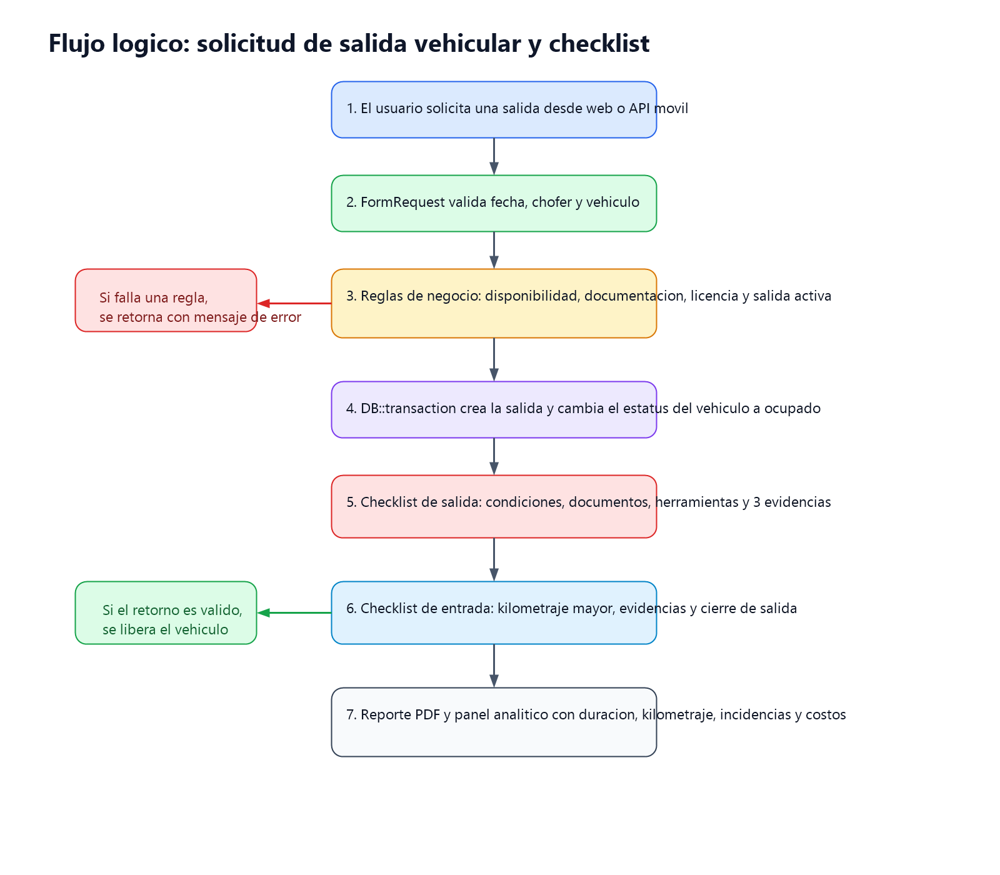 Flujo logico: solicitud de salida vehicular y checklist
1. El usuario solicita una salida desde web o API movil
2. FormRequest valida fecha, chofer y vehiculo
3. Reglas de negocio: disponibilidad, documentacion, licencia y salida activa
Si falla una regla,
se retorna con mensaje de error
4. DB::transaction crea la salida y cambia el estatus del vehiculo a ocupado
5. Checklist de salida: condiciones, documentos, herramientas y 3 evidencias
6. Checklist de entrada: kilometraje mayor, evidencias y cierre de salida
Si el retorno es valido,
se libera el vehiculo
7. Reporte PDF y panel analitico con duracion, kilometraje, incidencias y costos